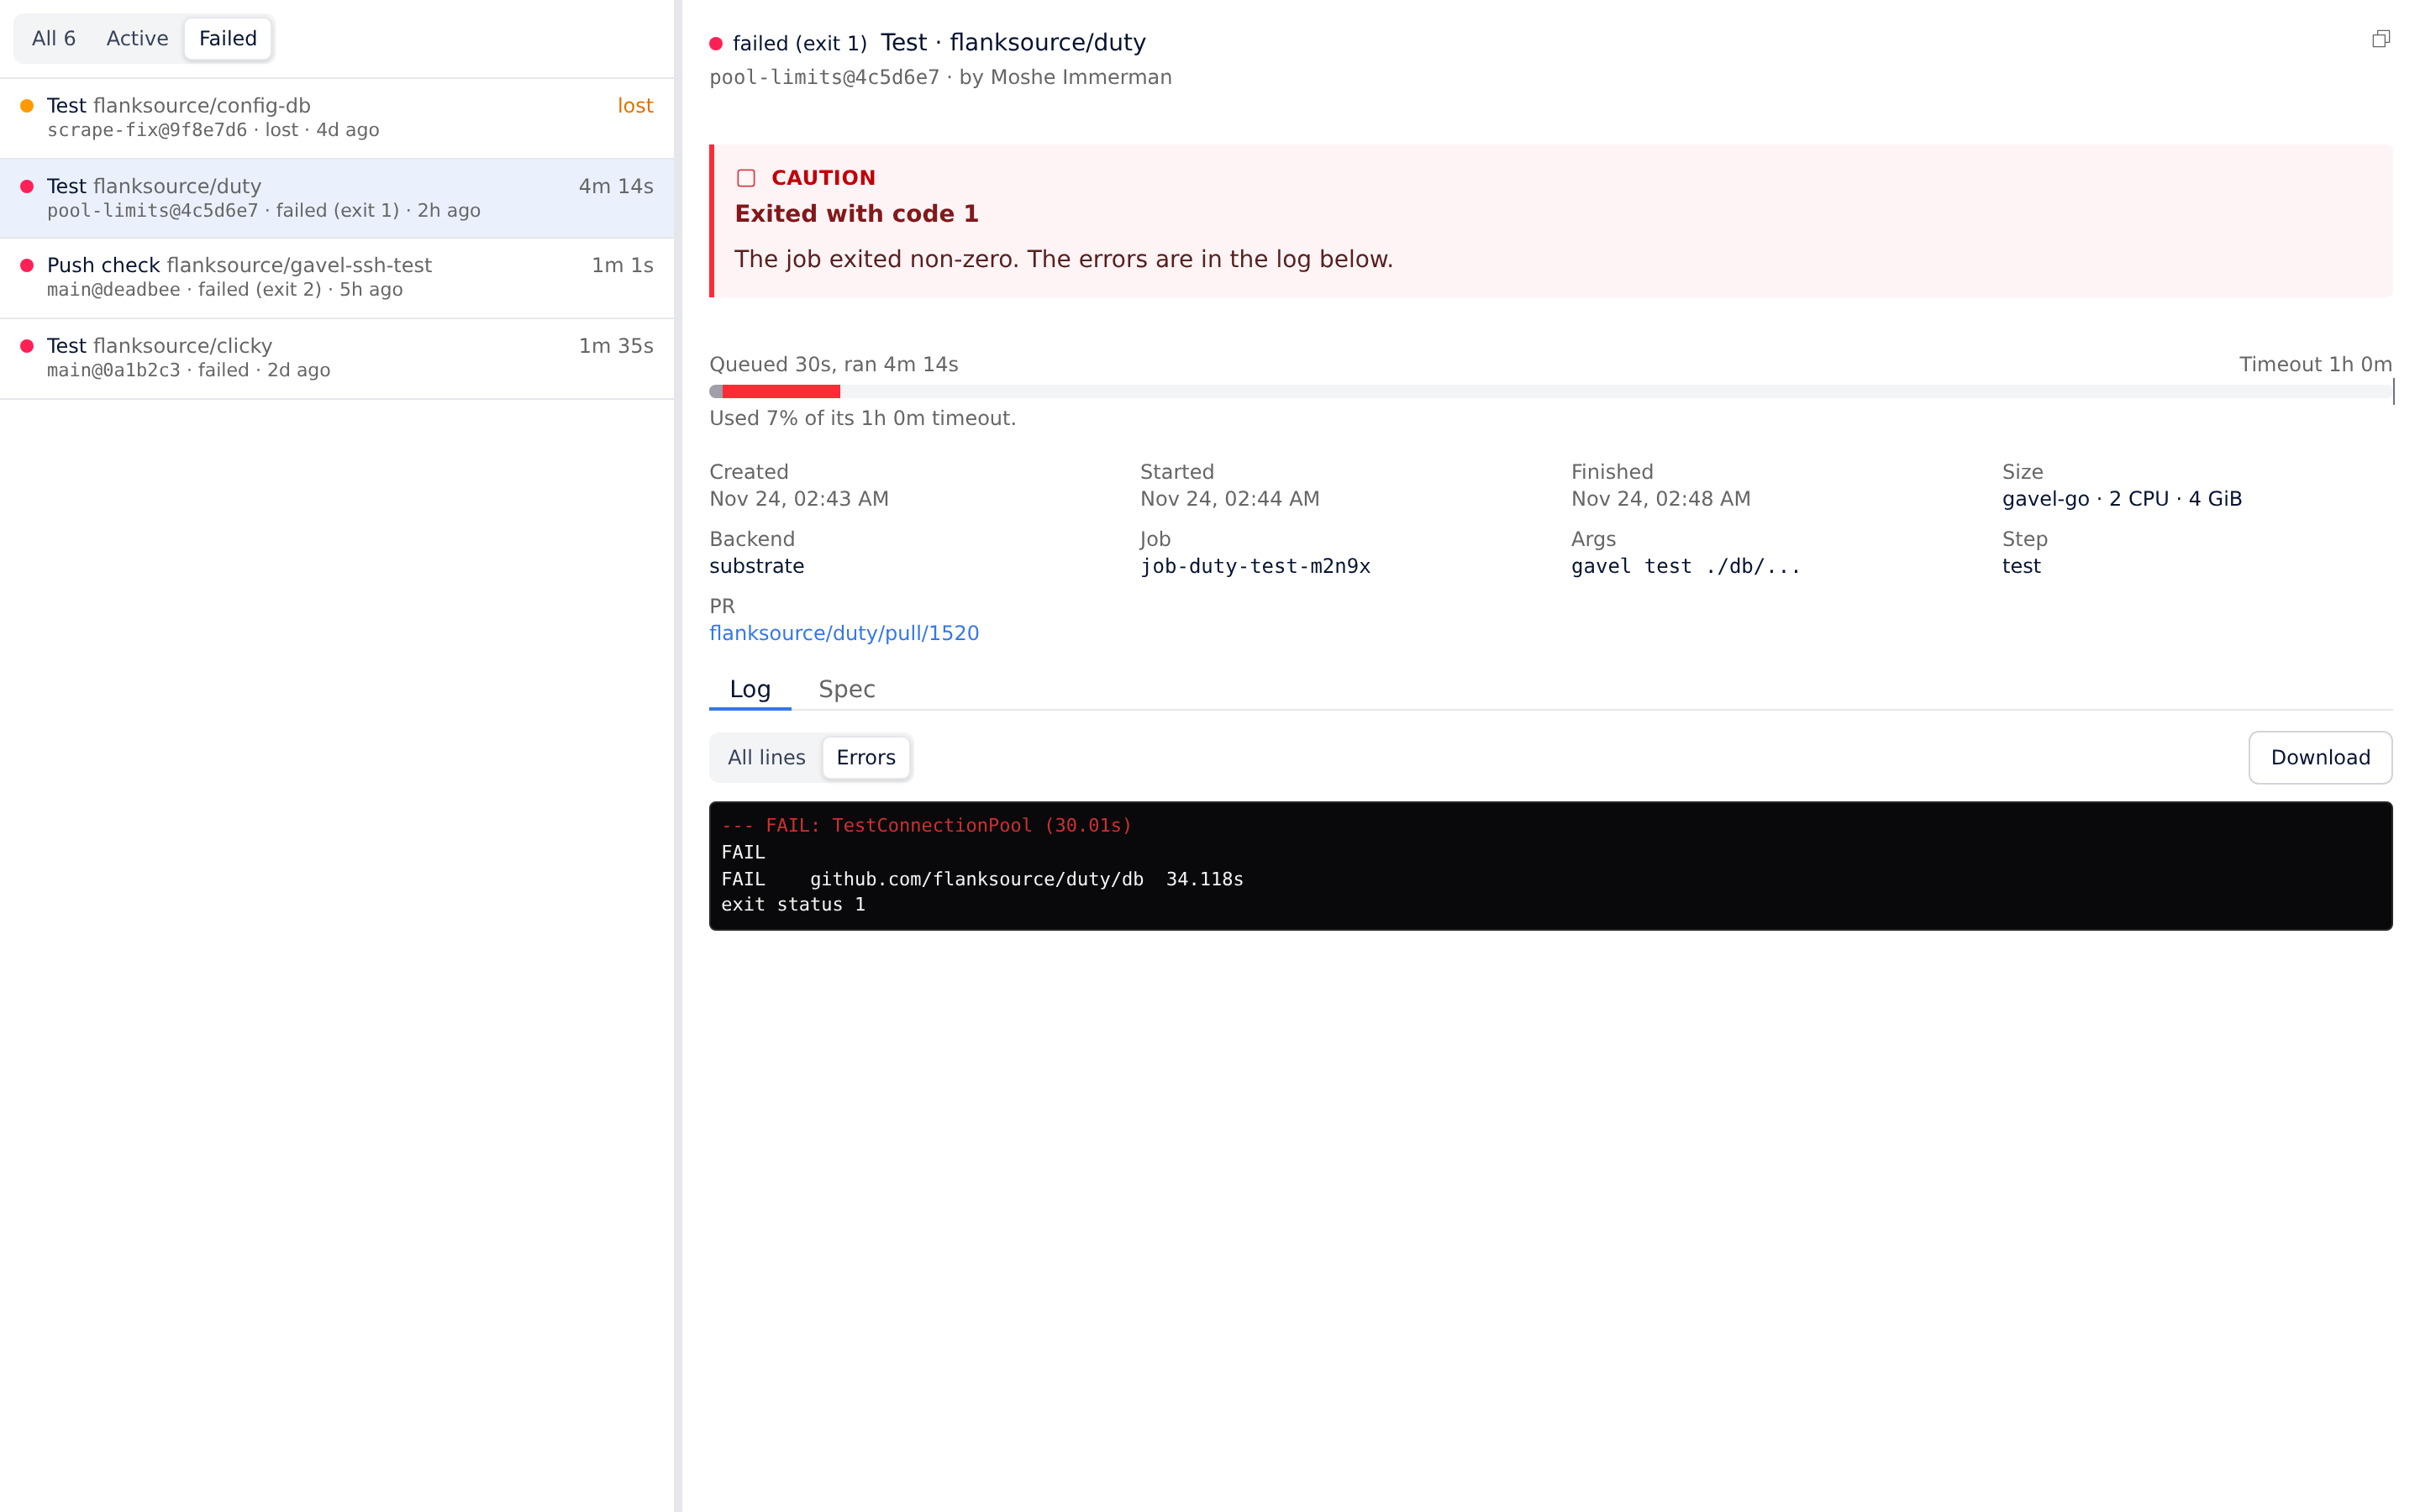 All 6 Active Failed
Test flanksource/config-db lost
scrape-fix@9f8e7d6 · lost · 4d ago
Test flanksource/duty 4m 14s
pool-limits@4c5d6e7 · failed (exit 1) · 2h ago
Push check flanksource/gavel-ssh-test 1m 1s
main@deadbee · failed (exit 2) · 5h ago
Test flanksource/clicky 1m 35s
main@0a1b2c3 · failed · 2d ago
failed (exit 1) Test · flanksource/duty
pool-limits@4c5d6e7 · by Moshe Immerman
CAUTION
Exited with code 1
The job exited non-zero. The errors are in the log below.
Queued 30s, ran 4m 14s Timeout 1h 0m
Used 7% of its 1h 0m timeout.
Created Started Finished Size
Nov 24, 02:43 AM Nov 24, 02:44 AM Nov 24, 02:48 AM gavel-go · 2 CPU · 4 GiB
Backend Job Args Step
substrate job-duty-test-m2n9x gavel test ./db/... test
PR
flanksource/duty/pull/1520
Log Spec
All lines Errors Download
--- FAIL: TestConnectionPool (30.01s)
FAIL
FAIL    github.com/flanksource/duty/db  34.118s
exit status 1